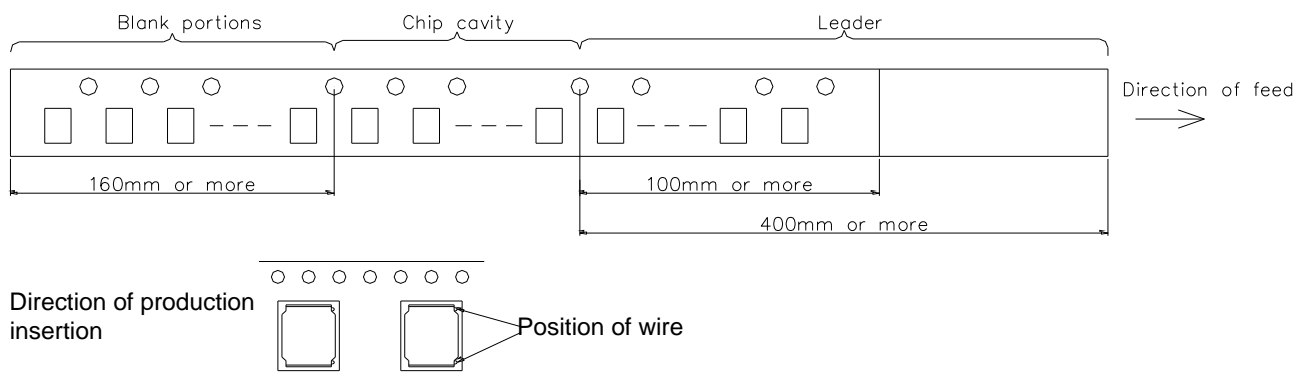 Blank portions
Chip cavity
Leader
Direction of feed
160mm or more
100mm or more
400mm or more
Direction of production
insertion
Position of wire